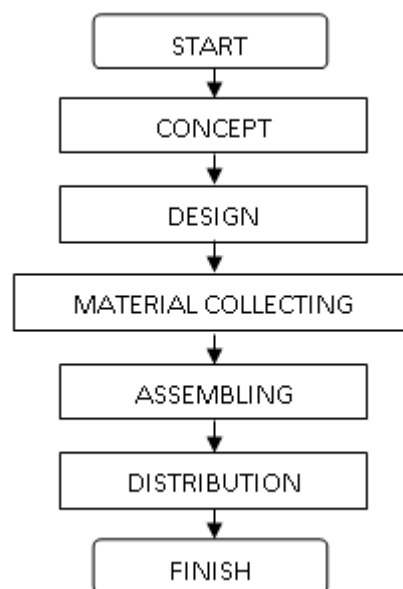 START
CONCEPT
DESIGN
MATERIAL COLLECTING
ASSEMBLING
DISTRIBUTION
FINISH